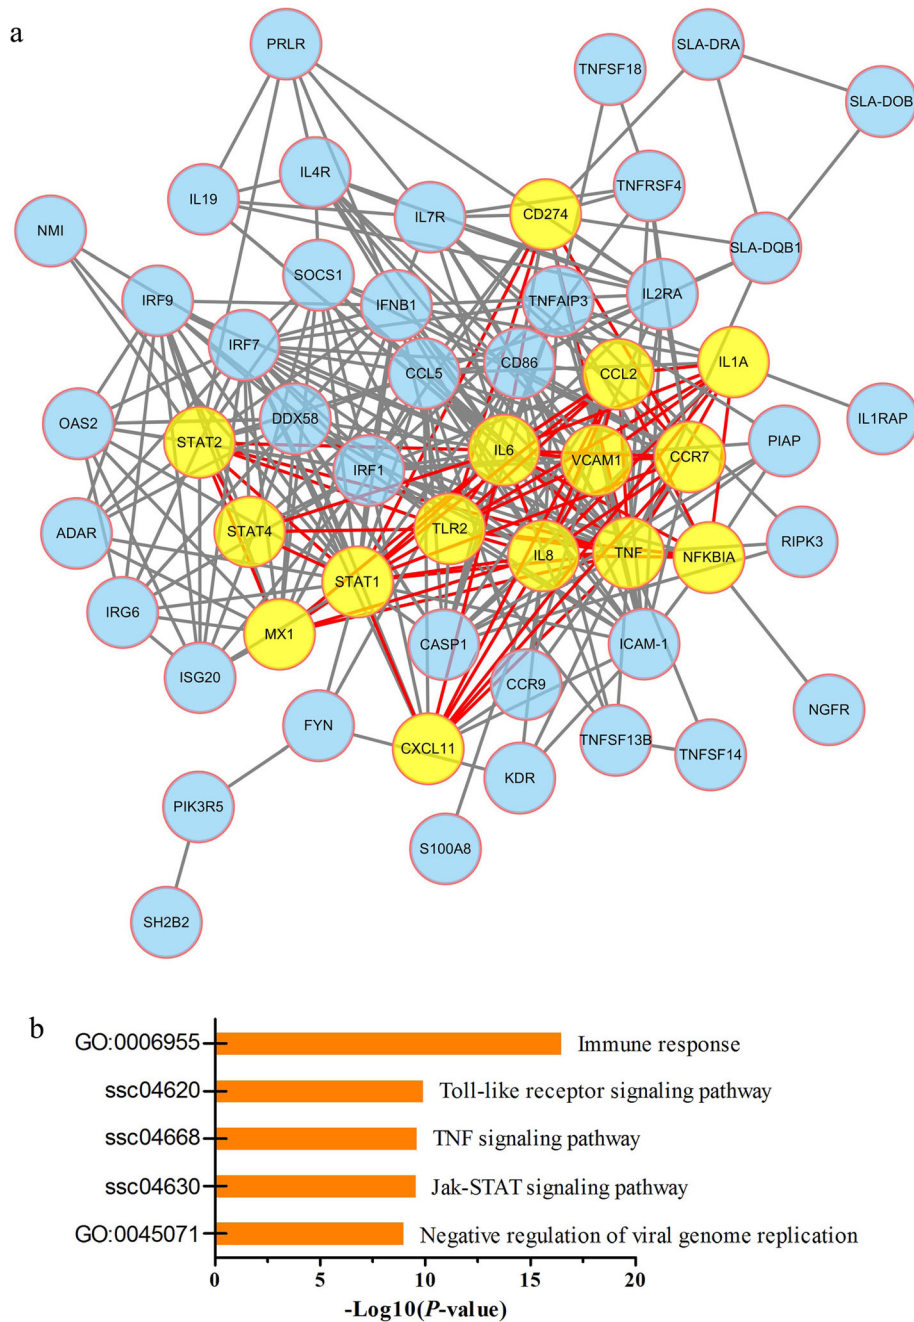 a
PRLR
TNFSF18
SLA-DRA
SLA-DOB
IL19
IL4R
IL7R
CD274
TNFRSF4
NMI
SLA-DQB1
SOCS1
IRF9
IFNB1
TNFAIP3
IL2RA
IRF7
CCL5
CD86
CCL2
IL1A
OAS2
DDX58
IL1RAP
STAT2
IRF1
IL6
VCAM1
CCR7
PIAP
ADAR
STAT4
TLR2
IL8
TNF
NFKBIA
RIPK3
STAT1
IRG6
MX1
CASP1
ICAM-1
ISG20
CCR9
FYN
CXCL11
TNFSF13B
NGFR
KDR
TNFSF14
PIK3R5
S100A8
SH2B2
b
GO:0006955 Immune response
ssc04620 Toll-like receptor signaling pathway
ssc04668 TNF signaling pathway
ssc04630 Jak-STAT signaling pathway
GO:0045071 Negative regulation of viral genome replication
0 5 10 15 20
-Log10(P-value)